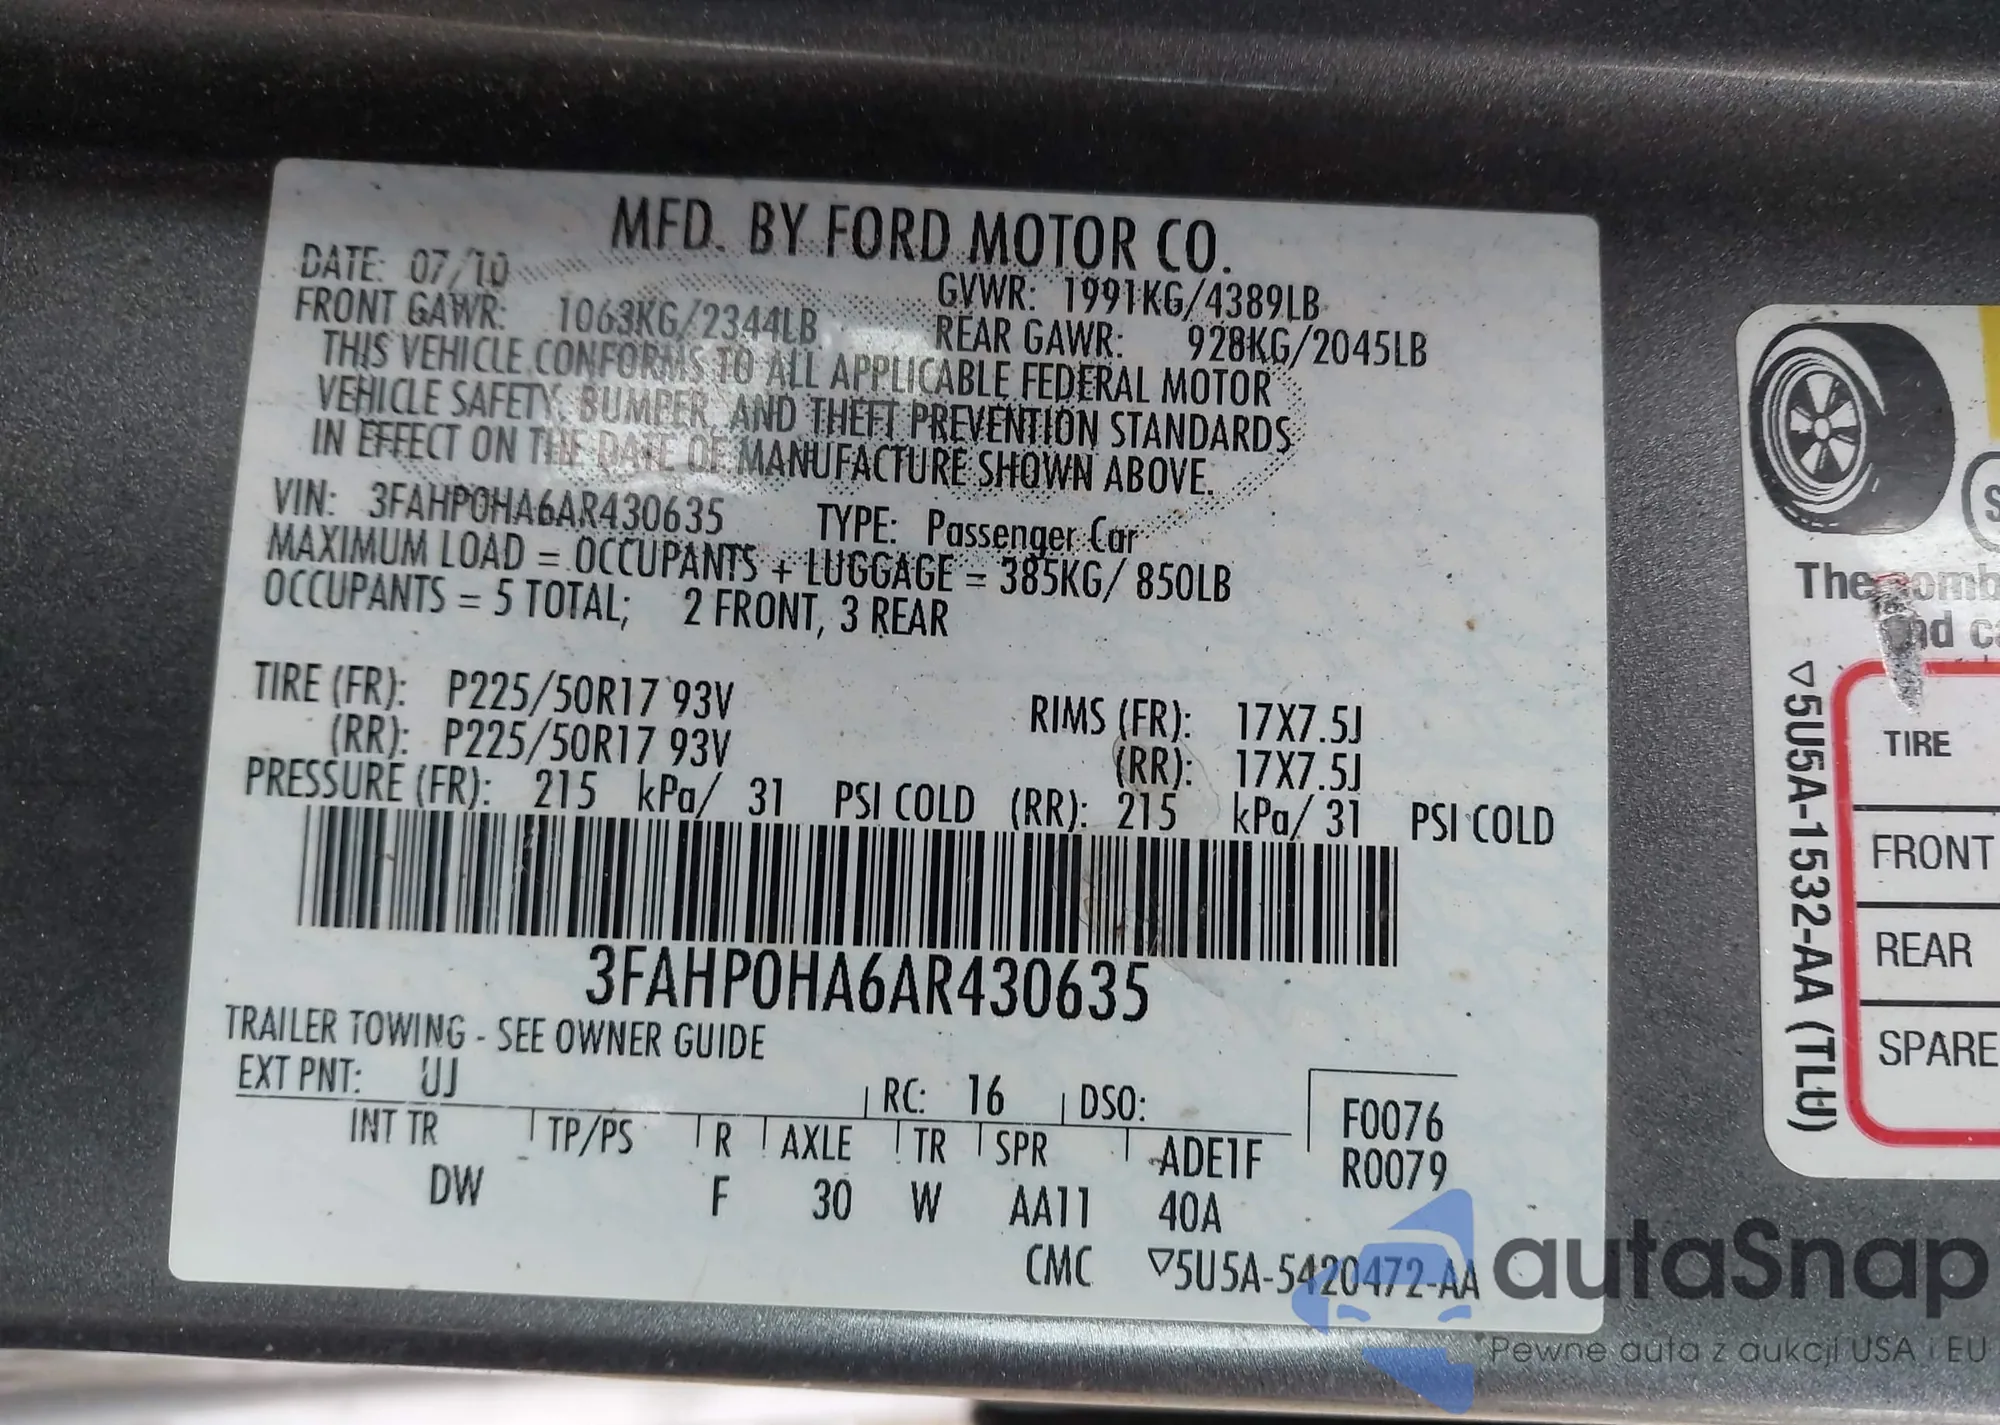 MFD. BY FORD MOTOR CO.
DATE: 07/10
GVWR: 1991KG/4389LB
FRONT GAWR: 1063KG/2344LB
REAR GAWR: 928KG/2045LB
THIS VEHICLE CONFORMS TO ALL APPLICABLE FEDERAL MOTOR
VEHICLE SAFETY, BUMPER, AND THEFT PREVENTION STANDARDS
IN EFFECT ON THE DATE OF MANUFACTURE SHOWN ABOVE.
VIN: 3FAHP0HA6AR430635 TYPE: Passenger Car
MAXIMUM LOAD = OCCUPANTS + LUGGAGE = 385KG/ 850LB
OCCUPANTS = 5 TOTAL; 2 FRONT, 3 REAR
TIRE (FR): P225/50R17 93V RIMS (FR): 17X7.5J
(RR): P225/50R17 93V (RR): 17X7.5J
PRESSURE (FR): 215 kPa/ 31 PSI COLD (RR): 215 kPa/ 31 PSI COLD
3FAHP0HA6AR430635
TRAILER TOWING - SEE OWNER GUIDE
EXT PNT: UJ RC: 16 DSO:
F0076
R0079
INT TR TP/PS R AXLE TR SPR ADE1F
DW F 30 W AA11 40A
CMC ▽5U5A-5420472-AA
The comb
and ca
▽5U5A-1532-AA (TLU)
TIRE
FRONT
REAR
SPARE
autaSnap
Pewne auta z aukcji USA i EU